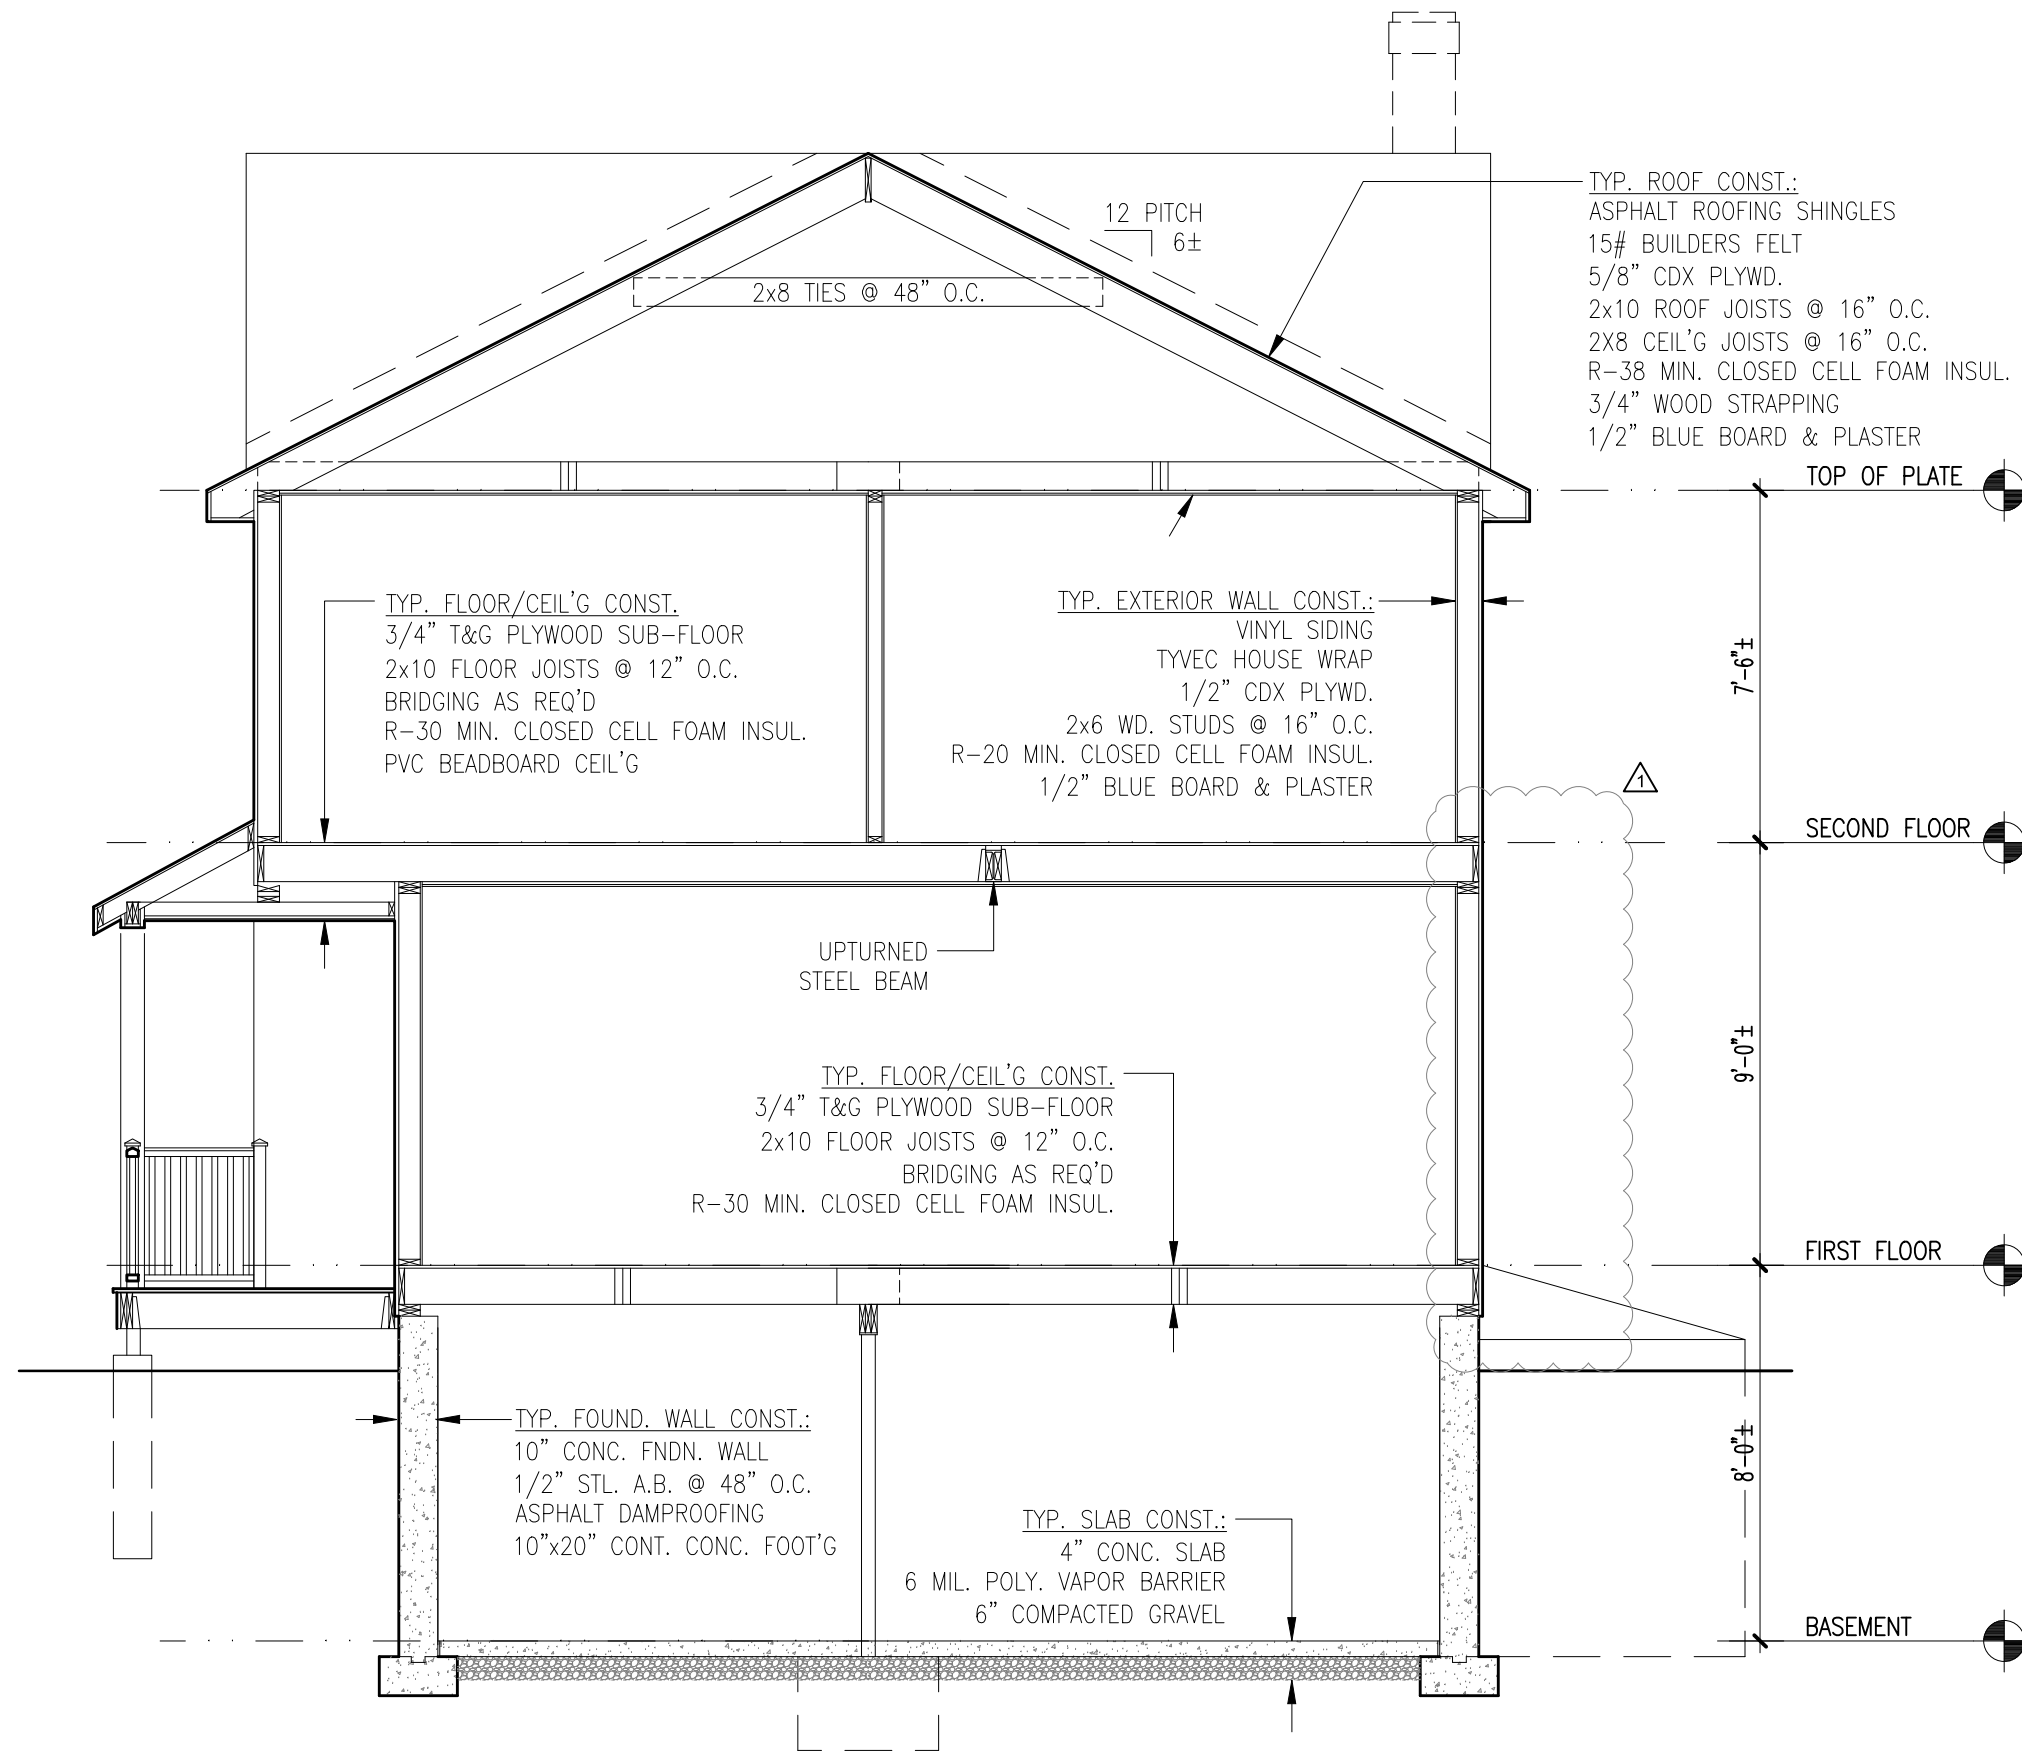 12 PITCH
6±
2x8 TIES @ 48" O.C.
TYP. ROOF CONST.:
ASPHALT ROOFING SHINGLES
15# BUILDERS FELT
5/8" CDX PLYWD.
2x10 ROOF JOISTS @ 16" O.C.
2X8 CEIL'G JOISTS @ 16" O.C.
R-38 MIN. CLOSED CELL FOAM INSUL.
3/4" WOOD STRAPPING
1/2" BLUE BOARD & PLASTER
TOP OF PLATE
TYP. FLOOR/CEIL'G CONST.
3/4" T&G PLYWOOD SUB-FLOOR
2x10 FLOOR JOISTS @ 12" O.C.
BRIDGING AS REQ'D
R-30 MIN. CLOSED CELL FOAM INSUL.
PVC BEADBOARD CEIL'G
TYP. EXTERIOR WALL CONST.:
VINYL SIDING
TYVEC HOUSE WRAP
1/2" CDX PLYWD.
2x6 WD. STUDS @ 16" O.C.
R-20 MIN. CLOSED CELL FOAM INSUL.
1/2" BLUE BOARD & PLASTER
7'-6"±
1
SECOND FLOOR
UPTURNED
STEEL BEAM
9'-0"±
TYP. FLOOR/CEIL'G CONST.
3/4" T&G PLYWOOD SUB-FLOOR
2x10 FLOOR JOISTS @ 12" O.C.
BRIDGING AS REQ'D
R-30 MIN. CLOSED CELL FOAM INSUL.
FIRST FLOOR
TYP. FOUND. WALL CONST.:
10" CONC. FNDN. WALL
1/2" STL. A.B. @ 48" O.C.
ASPHALT DAMPROOFING
10"x20" CONT. CONC. FOOT'G
8'-0"±
TYP. SLAB CONST.:
4" CONC. SLAB
6 MIL. POLY. VAPOR BARRIER
6" COMPACTED GRAVEL
BASEMENT